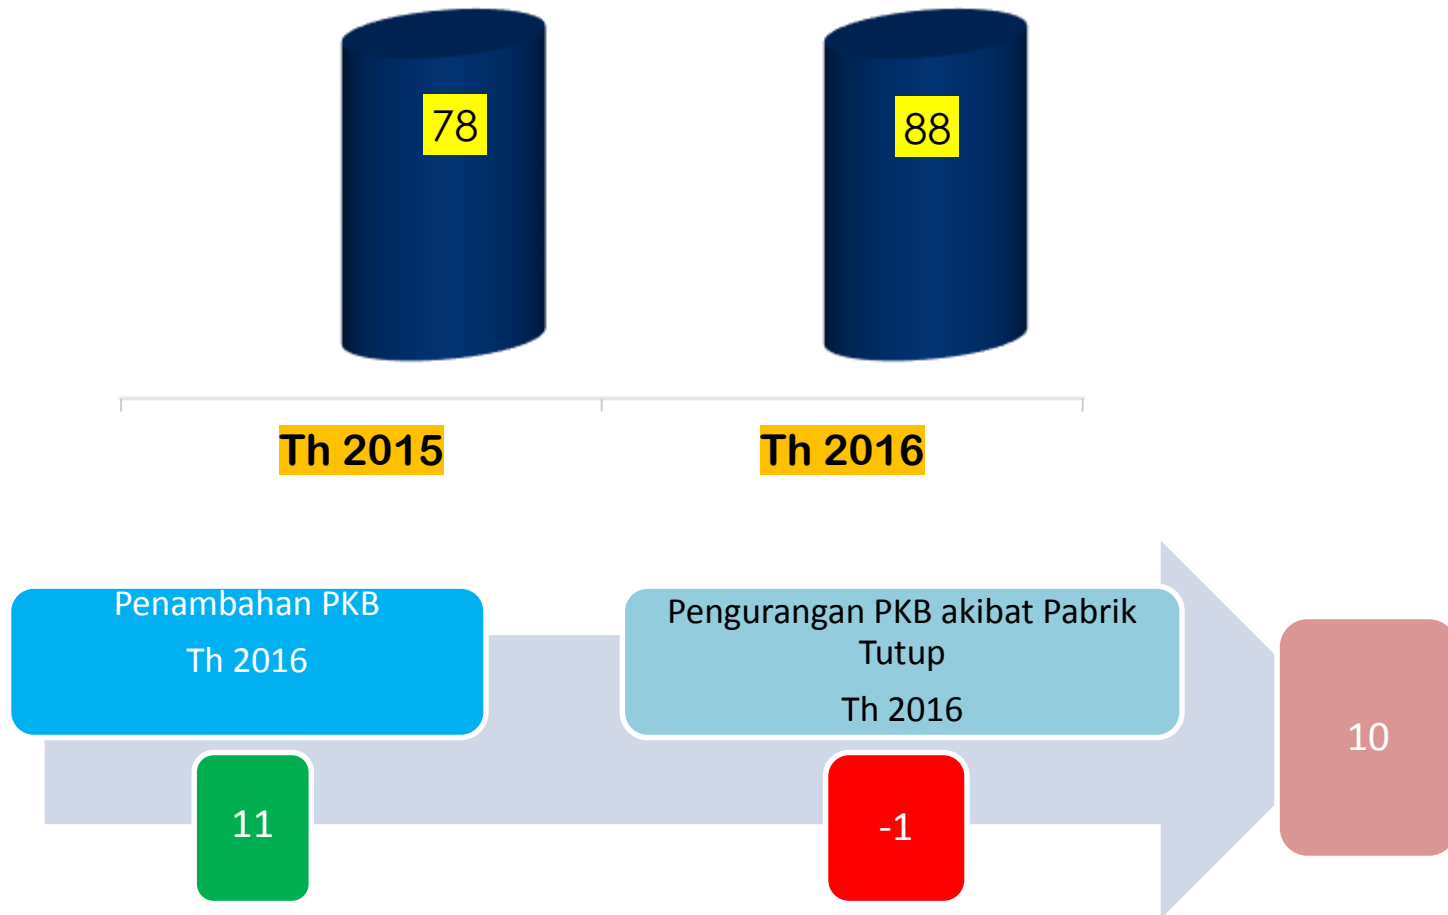 78
88
Th 2015
Th 2016
Penambahan PKB
Th 2016
Pengurangan PKB akibat Pabrik
Tutup
Th 2016
10
11
-1